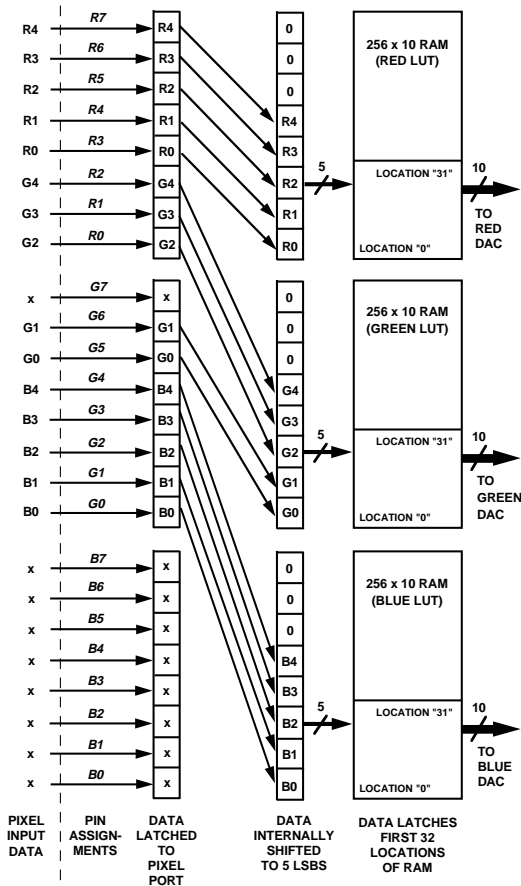 R4 R7 R4 0 256 x 10 RAM
R3 R6 R3 0 (RED LUT)
R2 R5 R2 0
R1 R4 R1 R4
R0 R3 R0 R3 5 10
G4 R2 G4 R2 LOCATION "31"
G3 R1 G3 R1 TO
G2 R0 G2 R0 LOCATION "0" RED
DAC
x G7 x 0 256 x 10 RAM
G1 G6 G1 0 (GREEN LUT)
G0 G5 G0 0
B4 G4 B4 G4
B3 G3 B3 G3 5 LOCATION "31" 10
B2 G2 B2 G2
B1 G1 B1 G1 TO
B0 G0 B0 G0 LOCATION "0" GREEN
DAC
x B7 x 0 256 x 10 RAM
x B6 x 0 (BLUE LUT)
x B5 x 0
x B4 x B4
x B3 x B3 5 LOCATION "31" 10
x B2 x B2
x B1 x B1 TO
x B0 x B0 LOCATION "0" BLUE
DAC
PIXEL PIN DATA DATA DATA LATCHES
INPUT ASSIGN- LATCHED INTERNALLY FIRST 32
DATA MENTS TO SHIFTED LOCATIONS
PIXEL TO 5 LSBS OF RAM
PORT